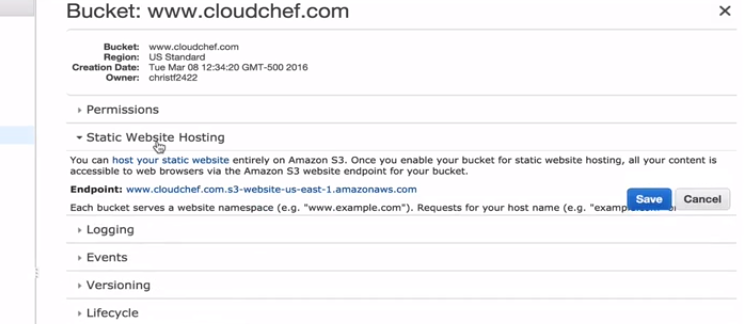 Bucket: www.cloudchef.com
Bucket: www.cloudchef.com
Region: US Standard
Creation Date: Tue Mar 08 12:34:20 GMT-500 2016
Owner: christf2422
Permissions
Static Website Hosting
You can host your static website entirely on Amazon S3. Once you enable your bucket for static website hosting, all your content is
accessible to web browsers via the Amazon S3 website endpoint for your bucket.
Endpoint: www.cloudchef.com.s3-website-us-east-1.amazonaws.com
Save Cancel
Each bucket serves a website namespace (e.g. "www.example.com"). Requests for your host name (e.g.
Logging
Events
Versioning
Lifecycle